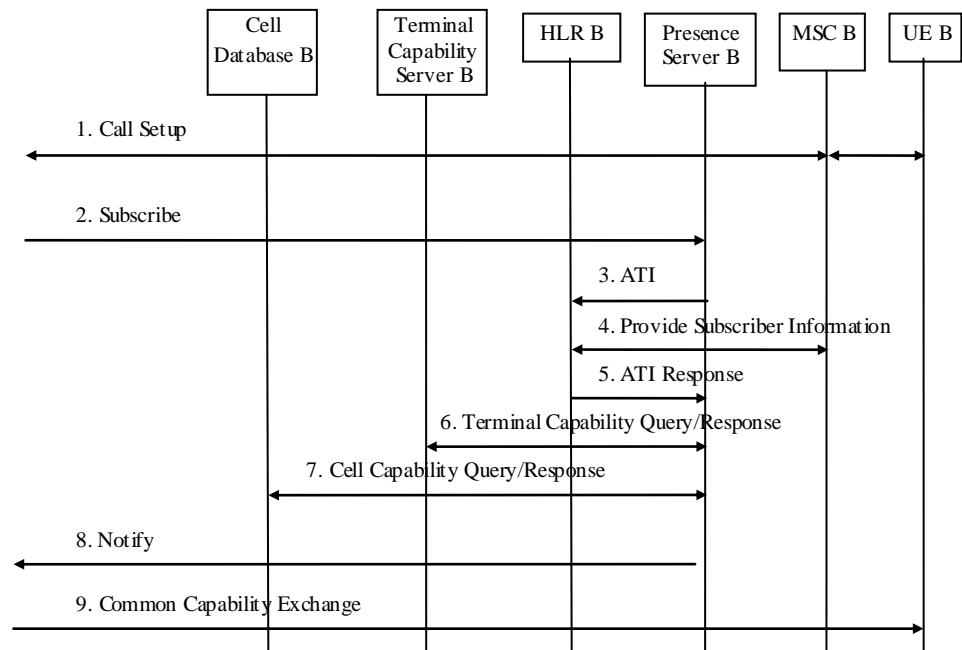 Cell
Database B
Terminal
Capability
Server B
HLR B
Presence
Server B
MSC B
UE B
1. Call Setup
2. Subscribe
3. ATI
4. Provide Subscriber Information
5. ATI Response
6. Terminal Capability Query/Response
7. Cell Capability Query/Response
8. Notify
9. Common Capability Exchange